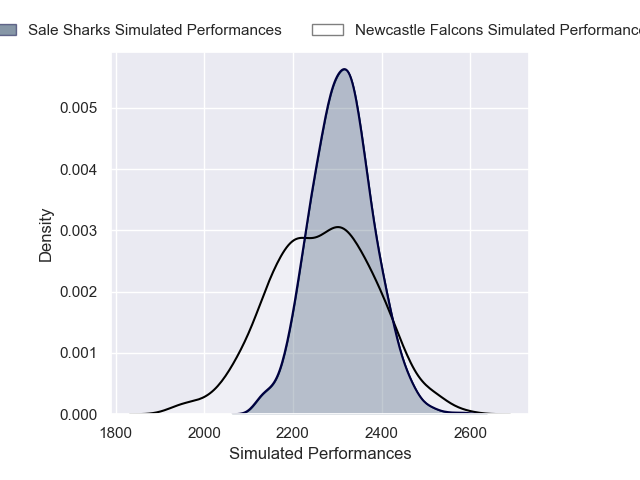 Sale Sharks Simulated Performances
Newcastle Falcons Simulated Performanc
0.005
0.004
0.003
0.002
0.001
0.000
Density
1800 2000 2200 2400 2600
Simulated Performances